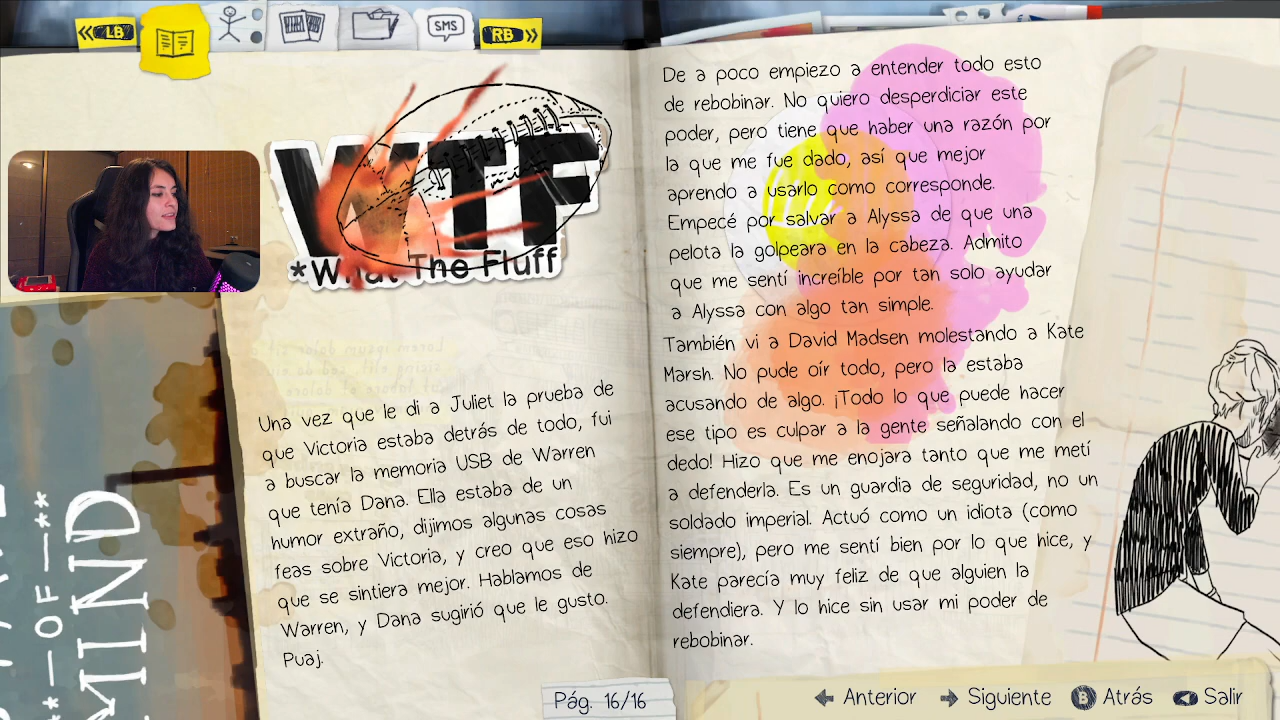 LB
SMS
RB
WTF
*What The Fluff
Una vez que le di a Juliet la prueba de
que Victoria estaba detrás de todo, fui
a buscar la memoria USB de Warren
que tenía Dana. Ella estaba de un
humor extraño, dijimos algunas cosas
feas sobre Victoria, y creo que eso hizo
que se sintiera mejor. Hablamos de
Warren, y Dana sugirió que le gusto.
Puaj.
De a poco empiezo a entender todo esto
de rebobinar. No quiero desperdiciar este
poder, pero tiene que haber una razón por
la que me fue dado, así que mejor
aprendo a usarlo como corresponde.
Empecé por salvar a Alyssa de que una
pelota la golpeara en la cabeza. Admito
que me sentí increíble por tan solo ayudar
a Alyssa con algo tan simple.
También vi a David Madsen molestando a Kate
Marsh. No pude oír todo, pero la estaba
acusando de algo. ¡Todo lo que puede hacer
ese tipo es culpar a la gente señalando con el
dedo! Hizo que me enojara tanto que me metí
a defenderla. Es un guardia de seguridad, no un
soldado imperial. Actuó como un idiota (como
siempre), pero me sentí bien por lo que hice, y
Kate parecía muy feliz de que alguien la
defendiera. Y lo hice sin usar mi poder de
rebobinar.
**—OF—**
MIND
Pág. 16/16
Anterior
Siguiente
B Atrás
Salir